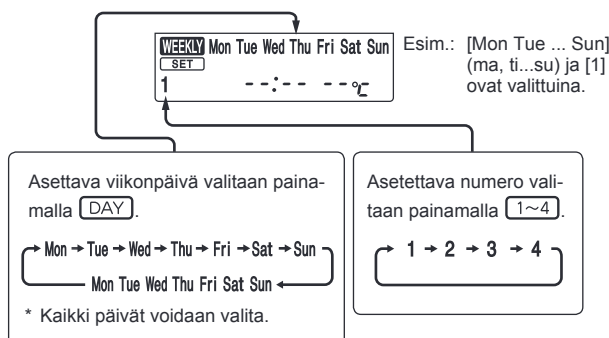 WEEKLY Mon Tue Wed Thu Fri Sat Sun
SET
1 --:-- --°C
Esim.: [Mon Tue ... Sun]
(ma, ti...su) ja [1]
ovat valittuina.
Asettava viikonpäivä valitaan paina-
malla DAY.
Mon → Tue → Wed → Thu → Fri → Sat → Sun
Mon Tue Wed Thu Fri Sat Sun
* Kaikki päivät voidaan valita.
Asetettava numero vali-
taan painamalla 1~4.
1 → 2 → 3 → 4